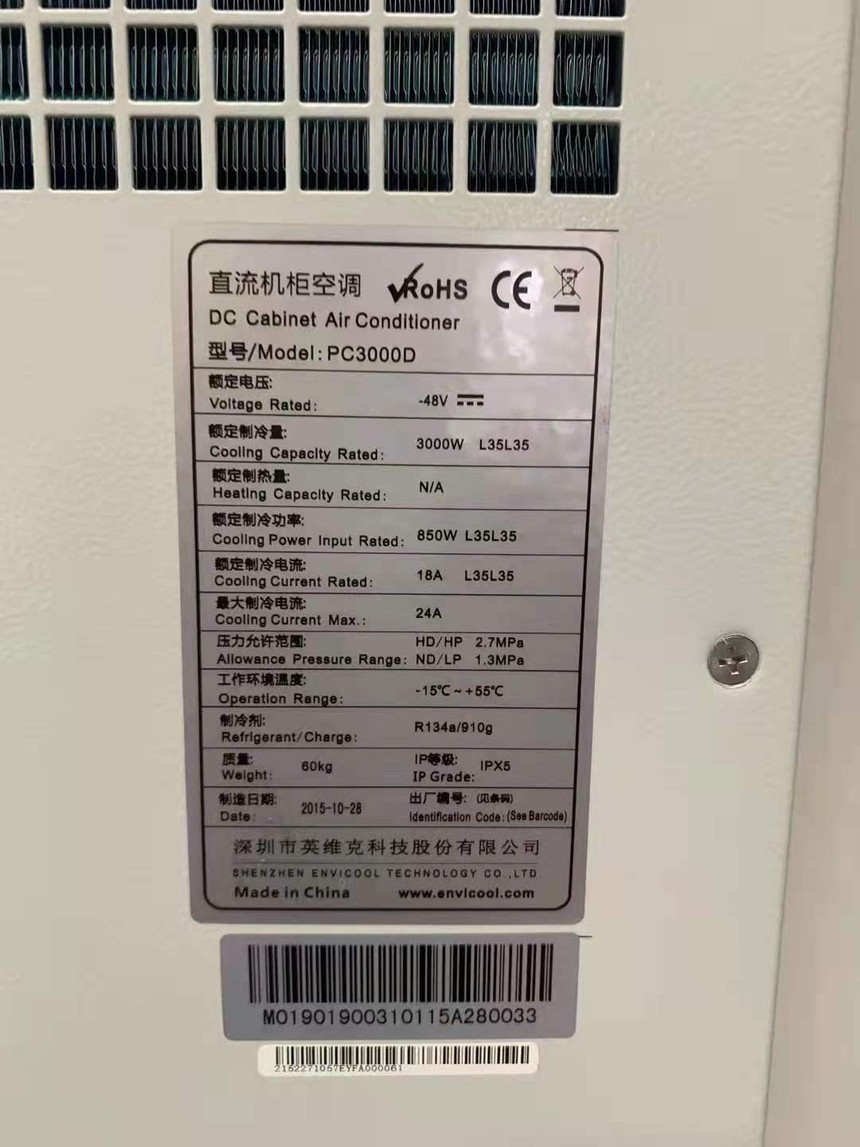 直流机柜空调 RoHS CE
DC Cabinet Air Conditioner
型号/Model: PC3000D
额定电压:
Voltage Rated: -48V
额定制冷量:
Cooling Capacity Rated: 3000W L35L35
额定制热量:
Heating Capacity Rated: N/A
额定制冷功率:
Cooling Power Input Rated: 850W L35L35
额定制冷电流:
Cooling Current Rated: 18A L35L35
最大制冷电流:
Cooling Current Max.: 24A
压力允许范围: HD/HP 2.7MPa
Allowance Pressure Range: ND/LP 1.3MPa
工作环境温度:
Operation Range: -15℃~+55℃
制冷剂:
Refrigerant/Charge: R134a/910g
质量: IP等级:
Weight: 60kg IP Grade: IPX5
制造日期: 出厂编号: (见条码)
Date: 2015-10-28 Identification Code: (See Barcode)
深圳市英维克科技股份有限公司
SHENZHEN ENVICOOL TECHNOLOGY CO.,LTD
Made in China www.envicool.com
M01901900310115A280033
2152271057EYFA000061